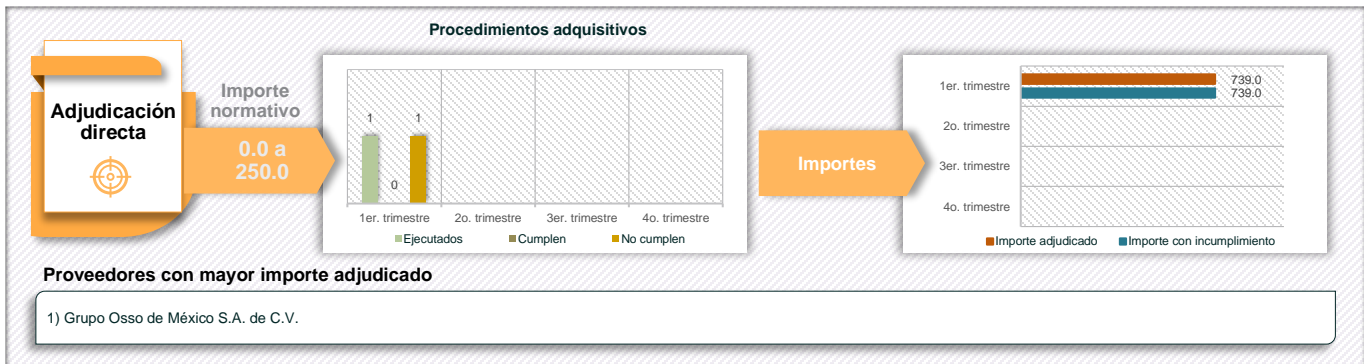 Procedimientos adquisitivos
Adjudicación
directa
Importe
normativo
0.0 a
250.0
1
0
1
1er. trimestre
2o. trimestre
3er. trimestre
4o. trimestre
Ejecutados
Cumplen
No cumplen
Importes
1er. trimestre
739.0
739.0
2o. trimestre
3er. trimestre
4o. trimestre
Importe adjudicado
Importe con incumplimiento
Proveedores con mayor importe adjudicado
1) Grupo Osso de México S.A. de C.V.